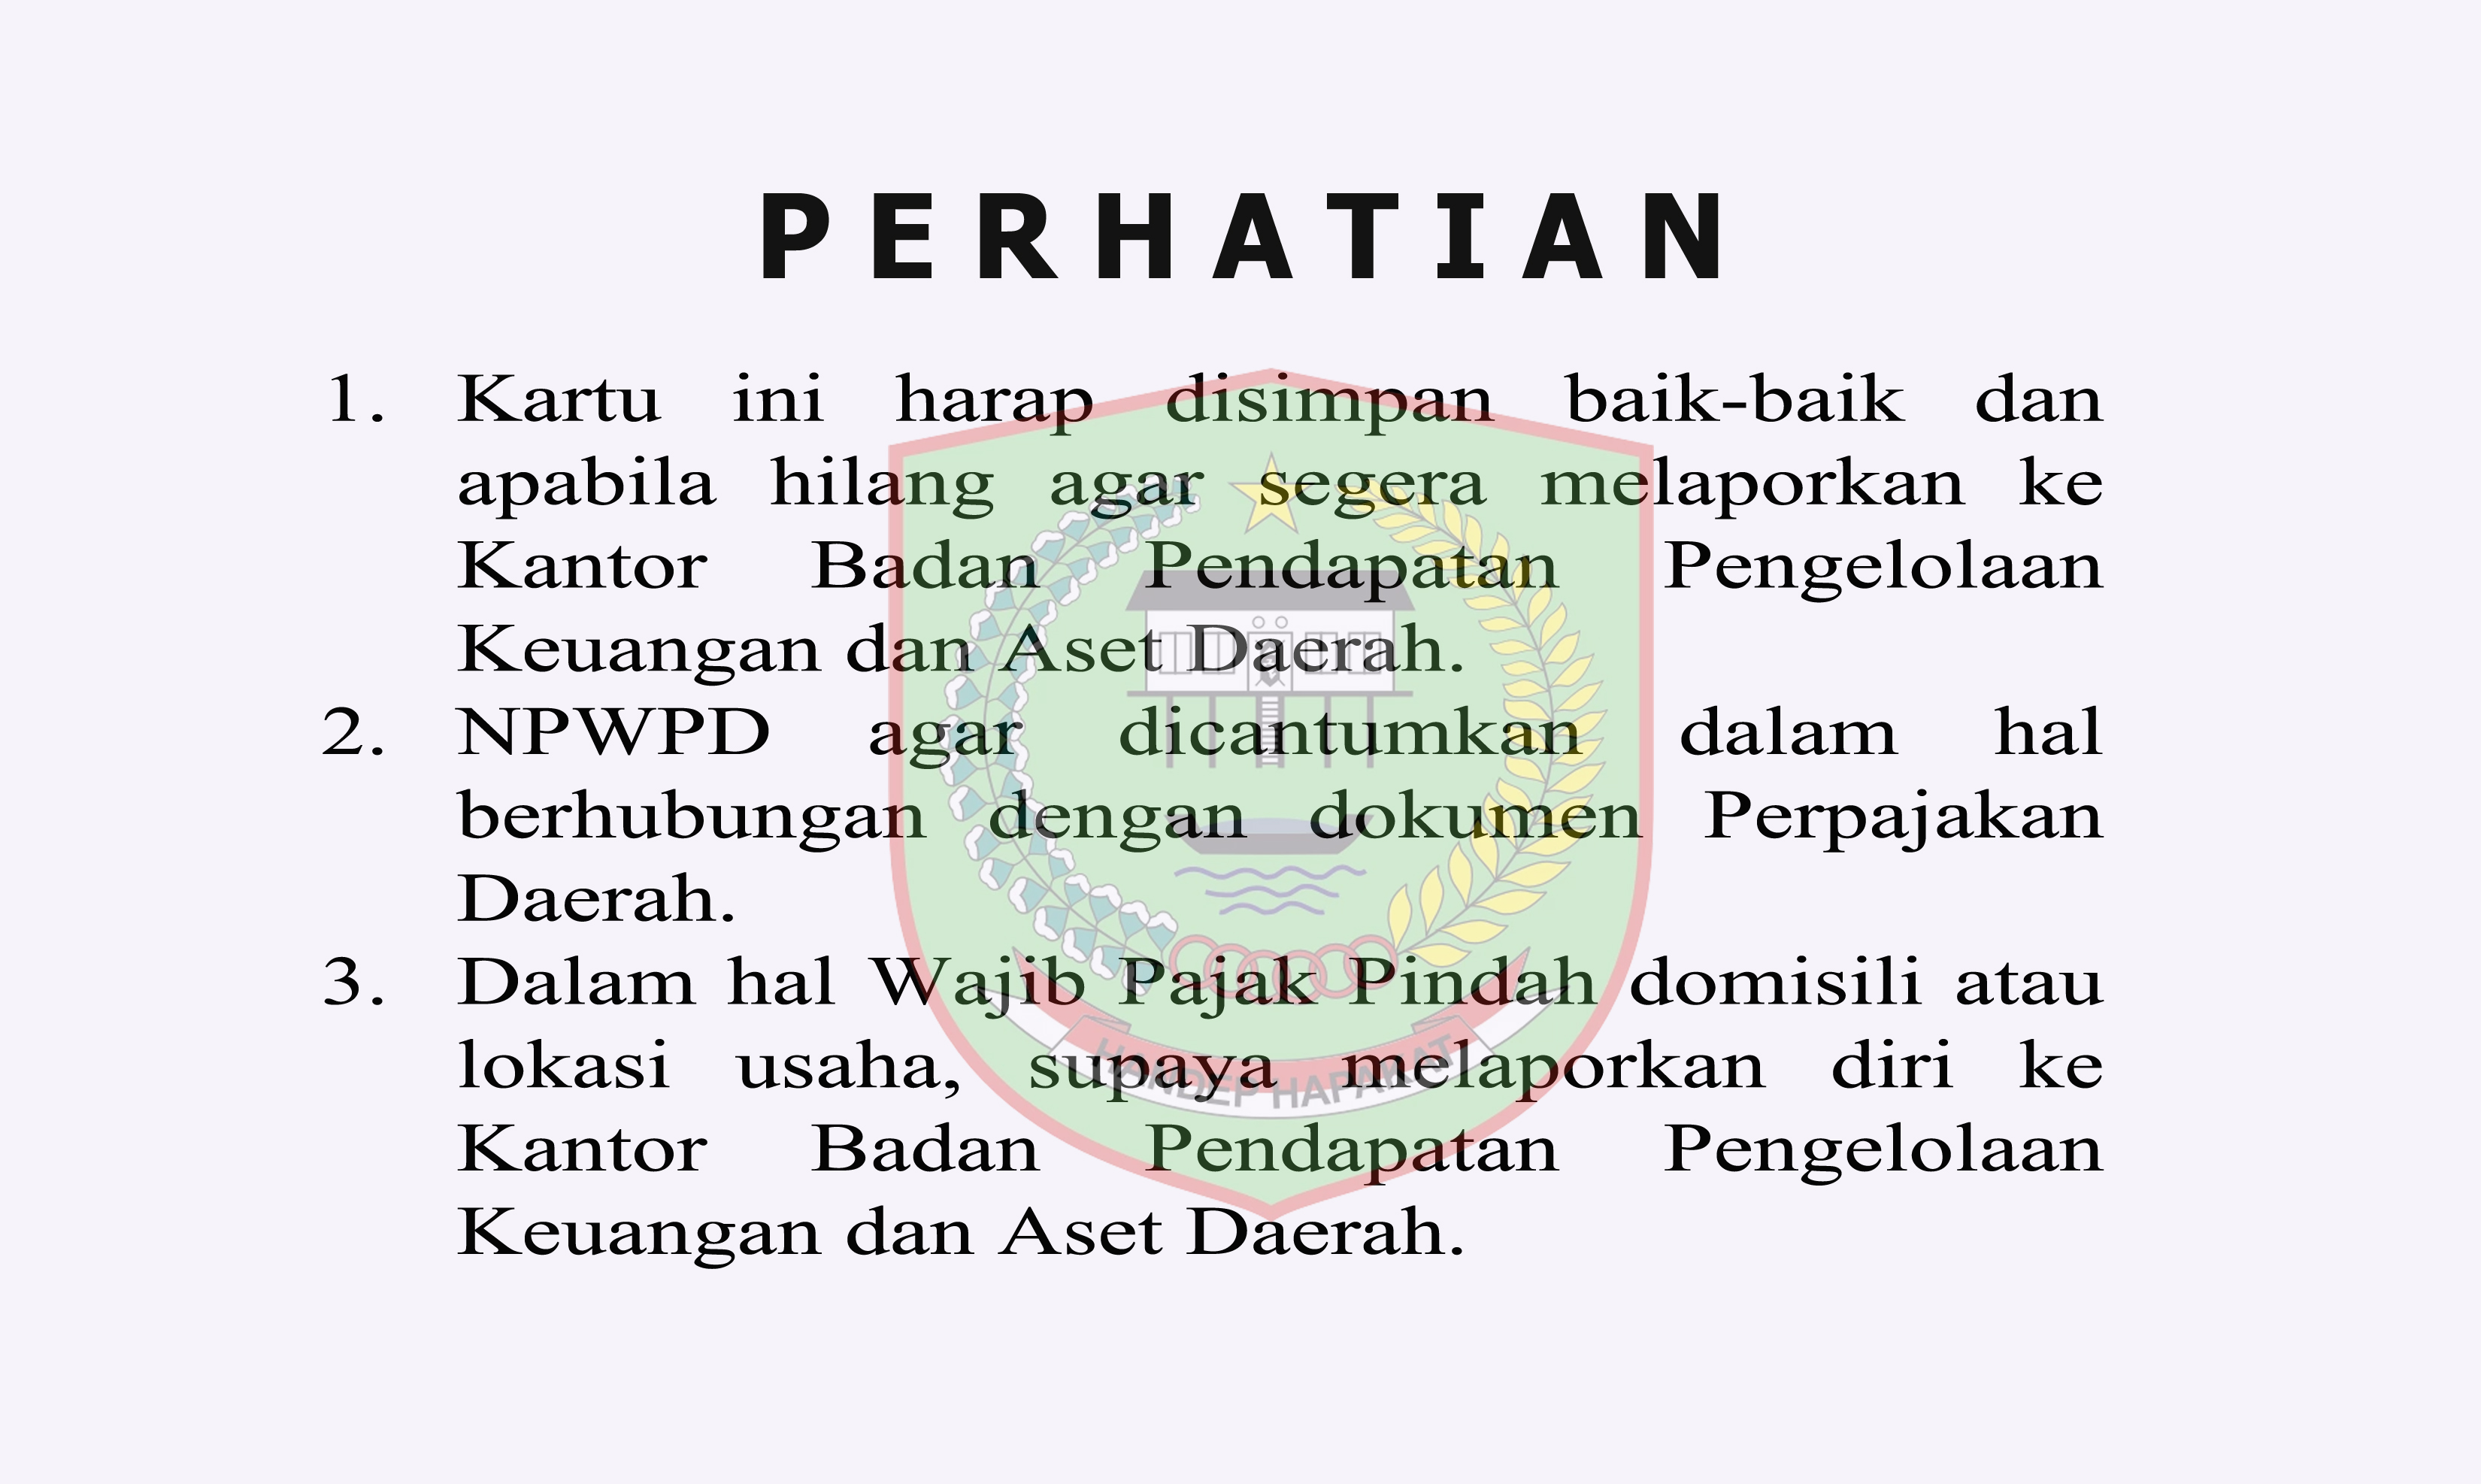 PERHATIAN
1. Kartu ini harap disimpan baik-baik dan
apabila hilang agar segera melaporkan ke
Kantor Badan Pendapatan Pengelolaan
Keuangan dan Aset Daerah.
2. NPWPD agar dicantumkan dalam hal
berhubungan dengan dokumen Perpajakan
Daerah.
3. Dalam hal Wajib Pajak Pindah domisili atau
lokasi usaha, supaya melaporkan diri ke
Kantor Badan Pendapatan Pengelolaan
Keuangan dan Aset Daerah.
HANDEP HAPAKAT